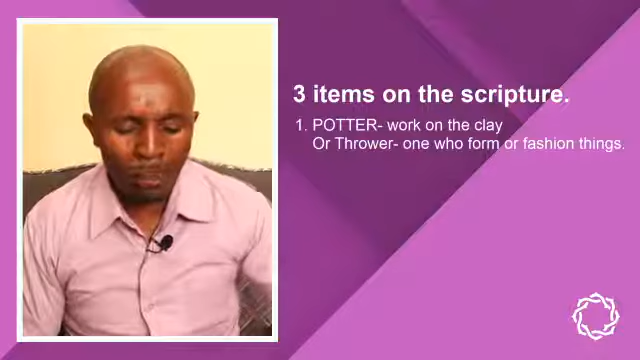 3 items on the scripture.
1. POTTER- work on the clay
Or Thrower- one who form or fashion things.